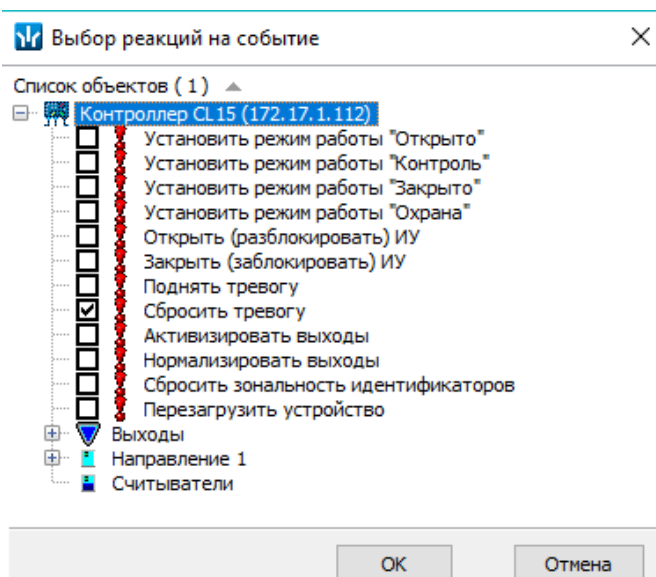 Выбор реакций на событие
Список объектов ( 1 )
Контроллер CL15 (172.17.1.112)
Установить режим работы "Открыто"
Установить режим работы "Контроль"
Установить режим работы "Закрыто"
Установить режим работы "Охрана"
Открыть (разблокировать) ИУ
Закрыть (заблокировать) ИУ
Поднять тревогу
Сбросить тревогу
Активизировать выходы
Нормализировать выходы
Сбросить зональность идентификаторов
Перезагрузить устройство
Выходы
Направление 1
Считыватели
ОК Отмена